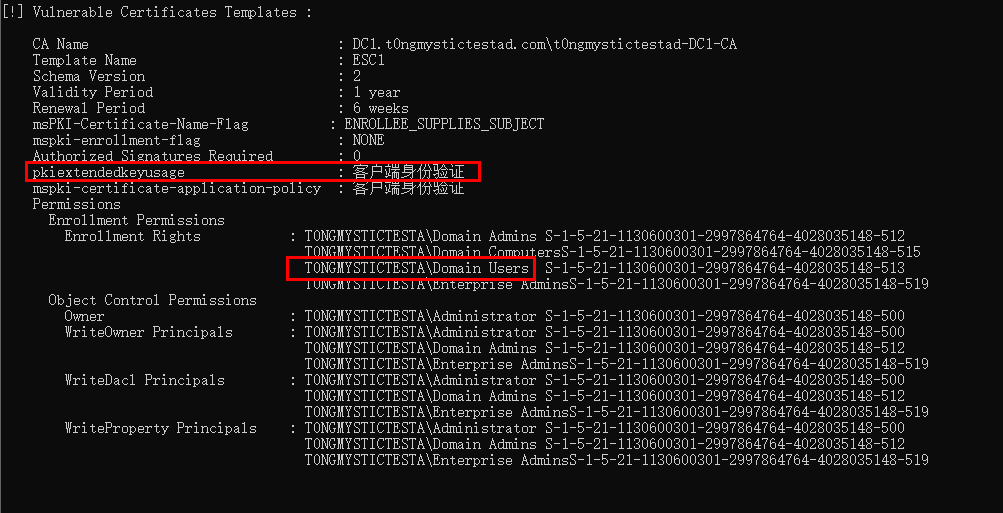 [!] Vulnerable Certificates Templates :
CA Name : DC1.t0ngmystictestad.com\t0ngmystictestad-DC1-CA
Template Name : ESC1
Schema Version : 2
Validity Period : 1 year
Renewal Period : 6 weeks
msPKI-Certificate-Name-Flag : ENROLLEE_SUPPLIES_SUBJECT
mspki-enrollment-flag : NONE
Authorized Signatures Required : 0
pkiextendedkeyusage : 客户端身份验证
mspki-certificate-application-policy : 客户端身份验证
Permissions
Enrollment Permissions
Enrollment Rights : T0NGMYSTICTESTA\Domain Admins S-1-5-21-1130600301-2997864764-4028035148-512
T0NGMYSTICTESTA\Domain ComputersS-1-5-21-1130600301-2997864764-4028035148-515
T0NGMYSTICTESTA\Domain Users S-1-5-21-1130600301-2997864764-4028035148-513
T0NGMYSTICTESTA\Enterprise AdminsS-1-5-21-1130600301-2997864764-4028035148-519
Object Control Permissions
Owner : T0NGMYSTICTESTA\Administrator S-1-5-21-1130600301-2997864764-4028035148-500
WriteOwner Principals : T0NGMYSTICTESTA\Administrator S-1-5-21-1130600301-2997864764-4028035148-500
T0NGMYSTICTESTA\Domain Admins S-1-5-21-1130600301-2997864764-4028035148-512
T0NGMYSTICTESTA\Enterprise AdminsS-1-5-21-1130600301-2997864764-4028035148-519
WriteDacl Principals : T0NGMYSTICTESTA\Administrator S-1-5-21-1130600301-2997864764-4028035148-500
T0NGMYSTICTESTA\Domain Admins S-1-5-21-1130600301-2997864764-4028035148-512
T0NGMYSTICTESTA\Enterprise AdminsS-1-5-21-1130600301-2997864764-4028035148-519
WriteProperty Principals : T0NGMYSTICTESTA\Administrator S-1-5-21-1130600301-2997864764-4028035148-500
T0NGMYSTICTESTA\Domain Admins S-1-5-21-1130600301-2997864764-4028035148-512
T0NGMYSTICTESTA\Enterprise AdminsS-1-5-21-1130600301-2997864764-4028035148-519